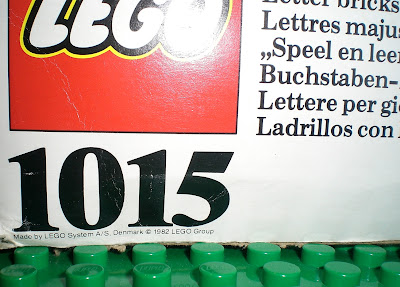 LEGO
Letter bricks
Lettres majus
„Speel en leer
Buchstaben-
Lettere per gi
Ladrillos con
1015
Made by LEGO System A/S, Denmark © 1982 LEGO Group